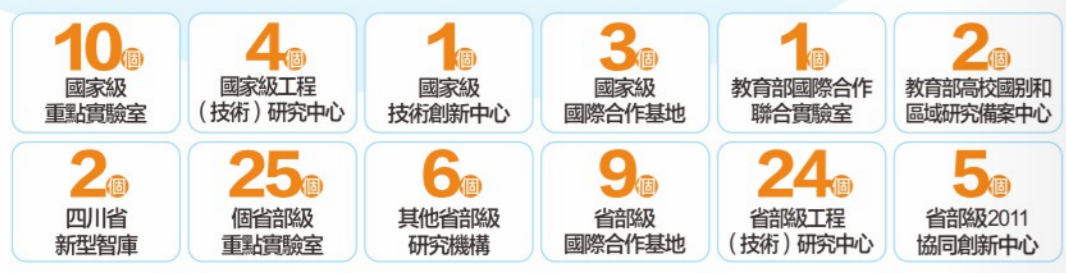 10個
國家級
重點實驗室
4個
國家級工程
（技術）研究中心
1個
國家級
技術創新中心
3個
國家級
國際合作基地
1個
教育部國際合作
聯合實驗室
2個
教育部高校國别和
區域研究備案中心
2個
四川省
新型智庫
25個
個省部級
重點實驗室
6個
其他省部級
研究機構
9個
省部級
國際合作基地
24個
省部級工程
（技術）研究中心
5個
省部級2011
協同創新中心